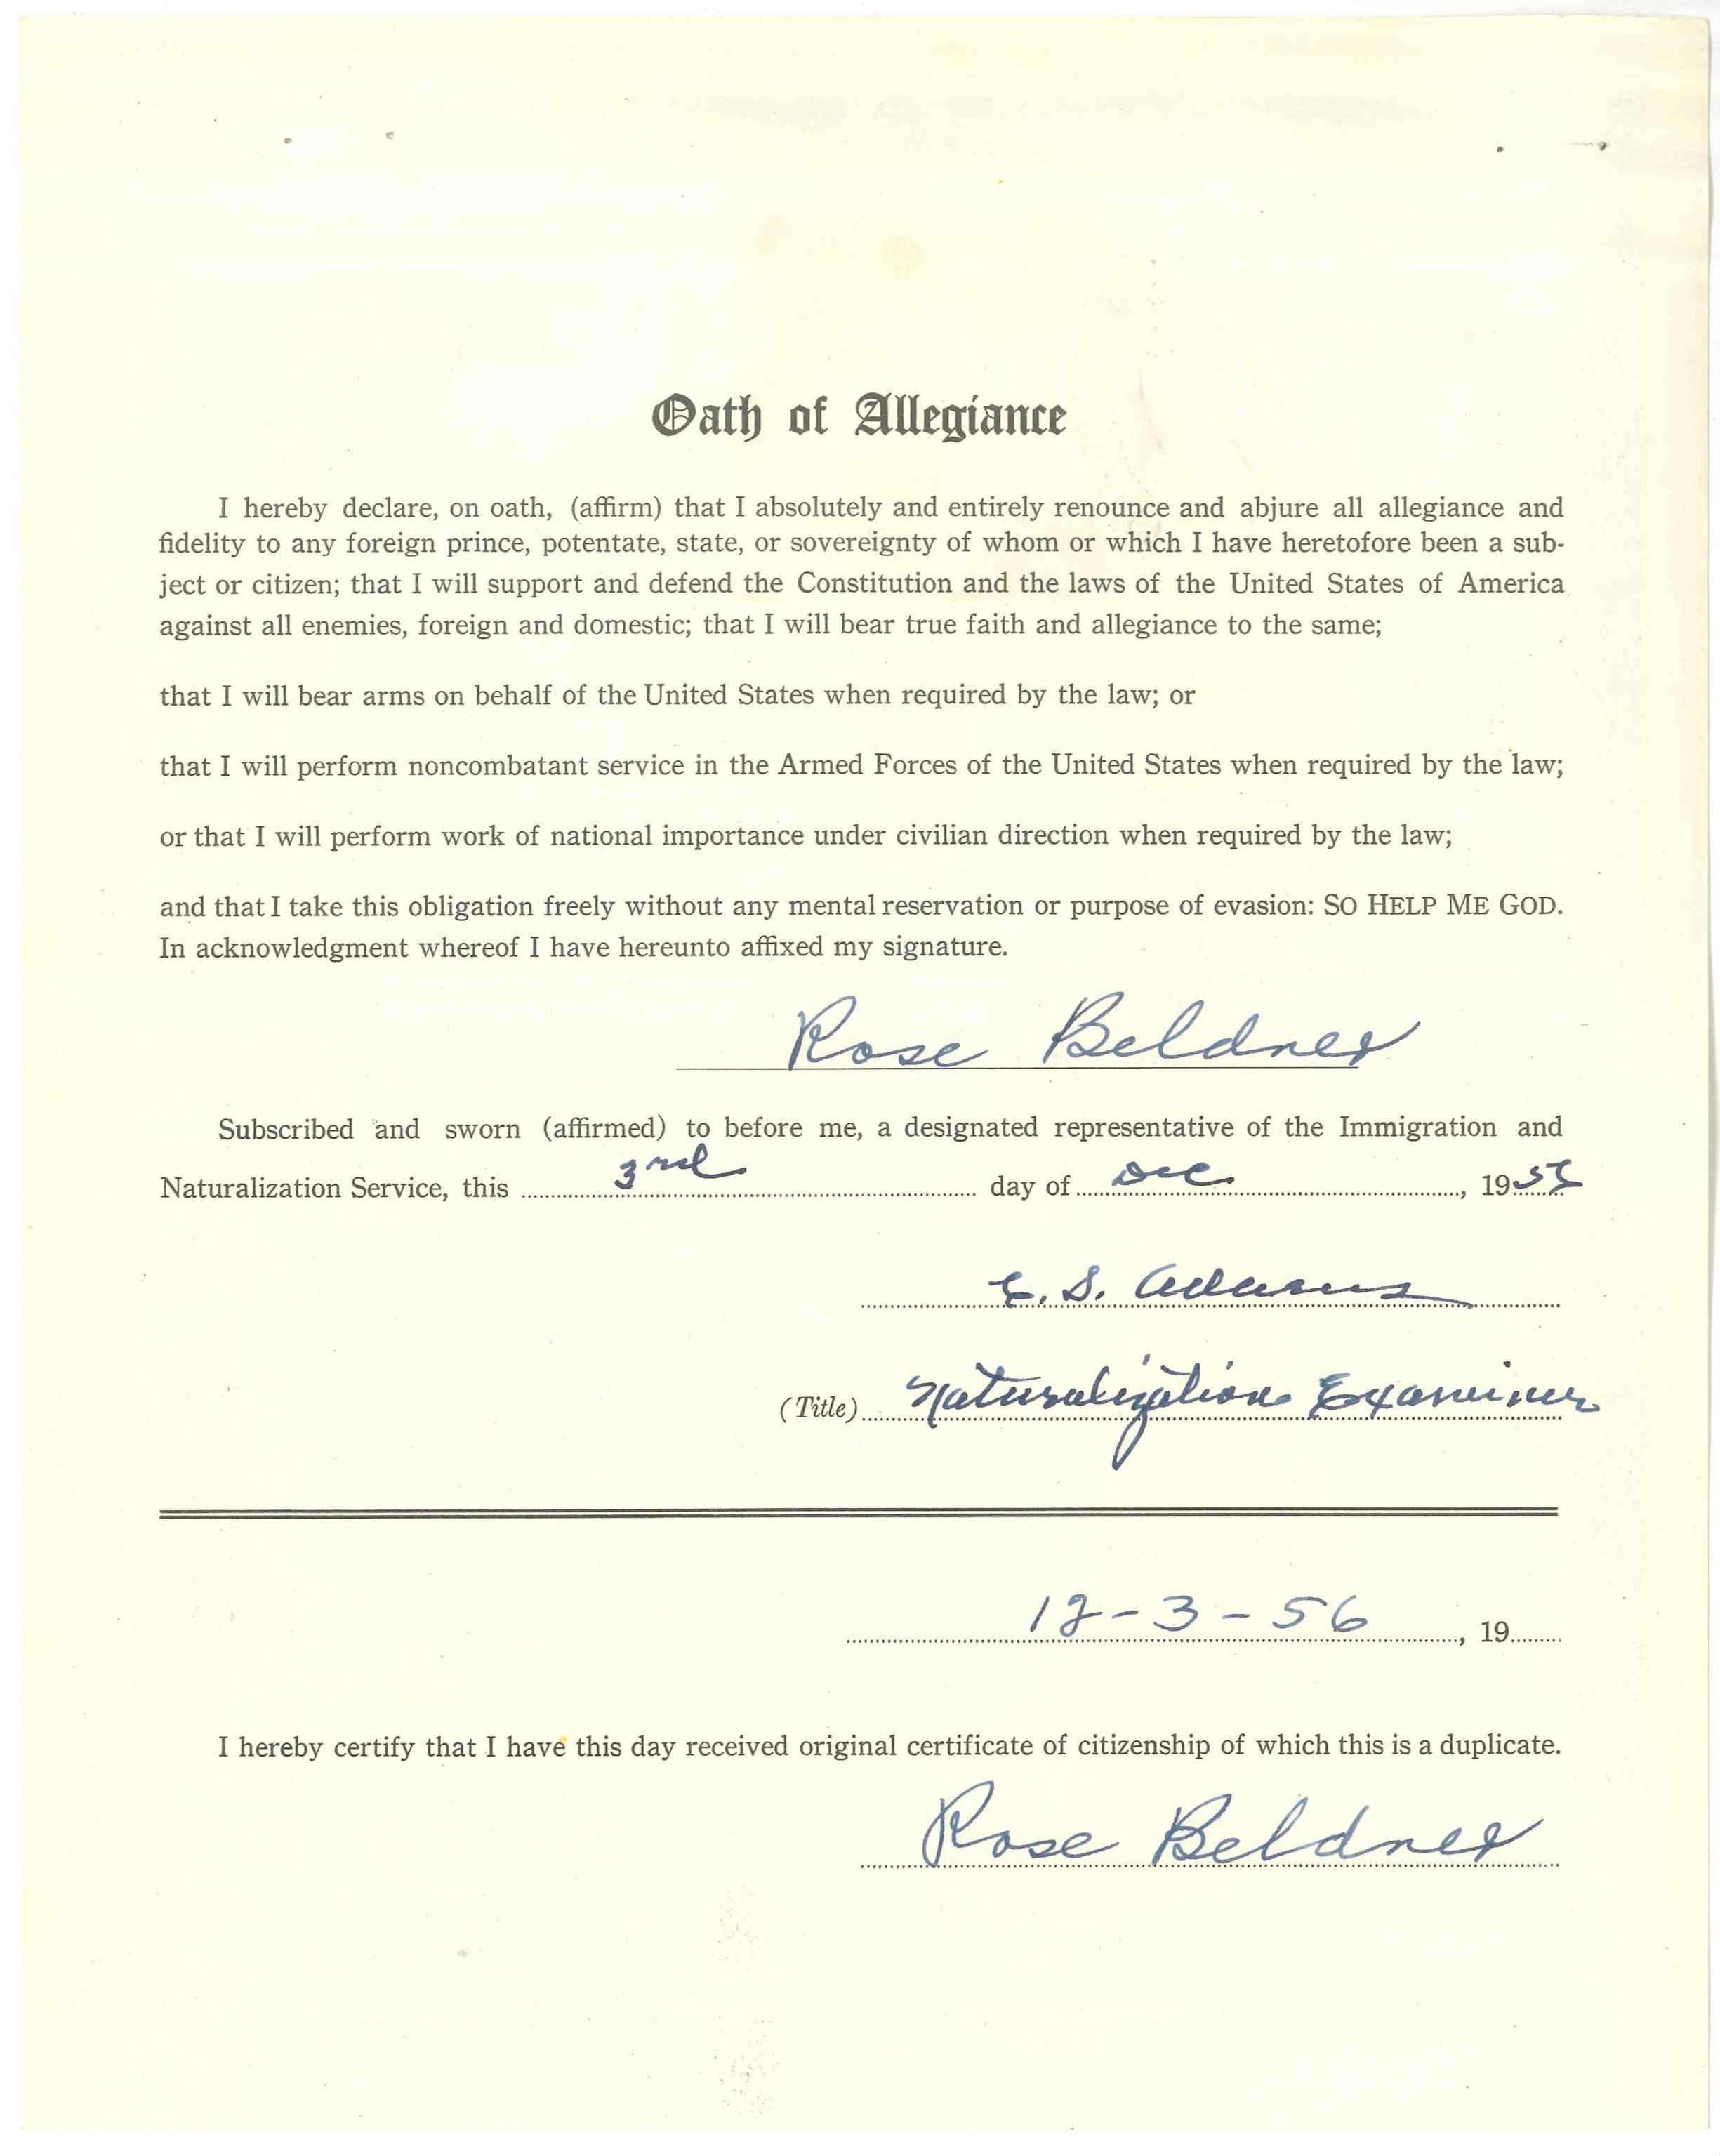 Oath of Allegiance
I hereby declare, on oath, (affirm) that I absolutely and entirely renounce and abjure all allegiance and
fidelity to any foreign prince, potentate, state, or sovereignty of whom or which I have heretofore been a sub-
ject or citizen; that I will support and defend the Constitution and the laws of the United States of America
against all enemies, foreign and domestic; that I will bear true faith and allegiance to the same;
that I will bear arms on behalf of the United States when required by the law; or
that I will perform noncombatant service in the Armed Forces of the United States when required by the law;
or that I will perform work of national importance under civilian direction when required by the law;
and that I take this obligation freely without any mental reservation or purpose of evasion: SO HELP ME GOD.
In acknowledgment whereof I have hereunto affixed my signature.
Rose Beldner
Subscribed and sworn (affirmed) to before me, a designated representative of the Immigration and
Naturalization Service, this 3rd day of Dec, 19
S. Adams
(Title) Naturalization Examiner
12-3-56, 19
I hereby certify that I have this day received original certificate of citizenship of which this is a duplicate.
Rose Beldner